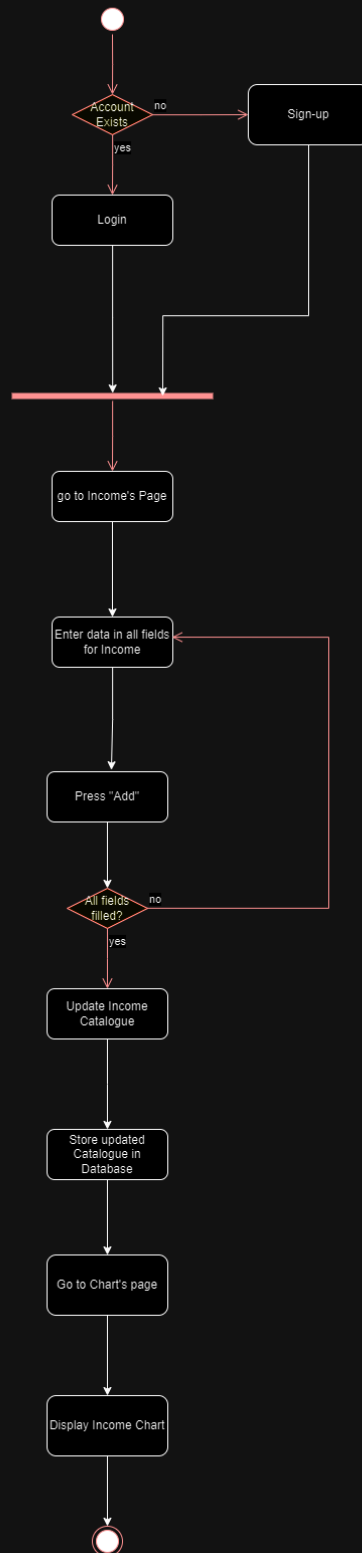 Account
Exists
no
Sign-up
yes
Login
go to Income's Page
Enter data in all fields
for Income
Press "Add"
All fields
filled?
no
yes
Update Income
Catalogue
Store updated
Catalogue in
Database
Go to Chart's page
Display Income Chart